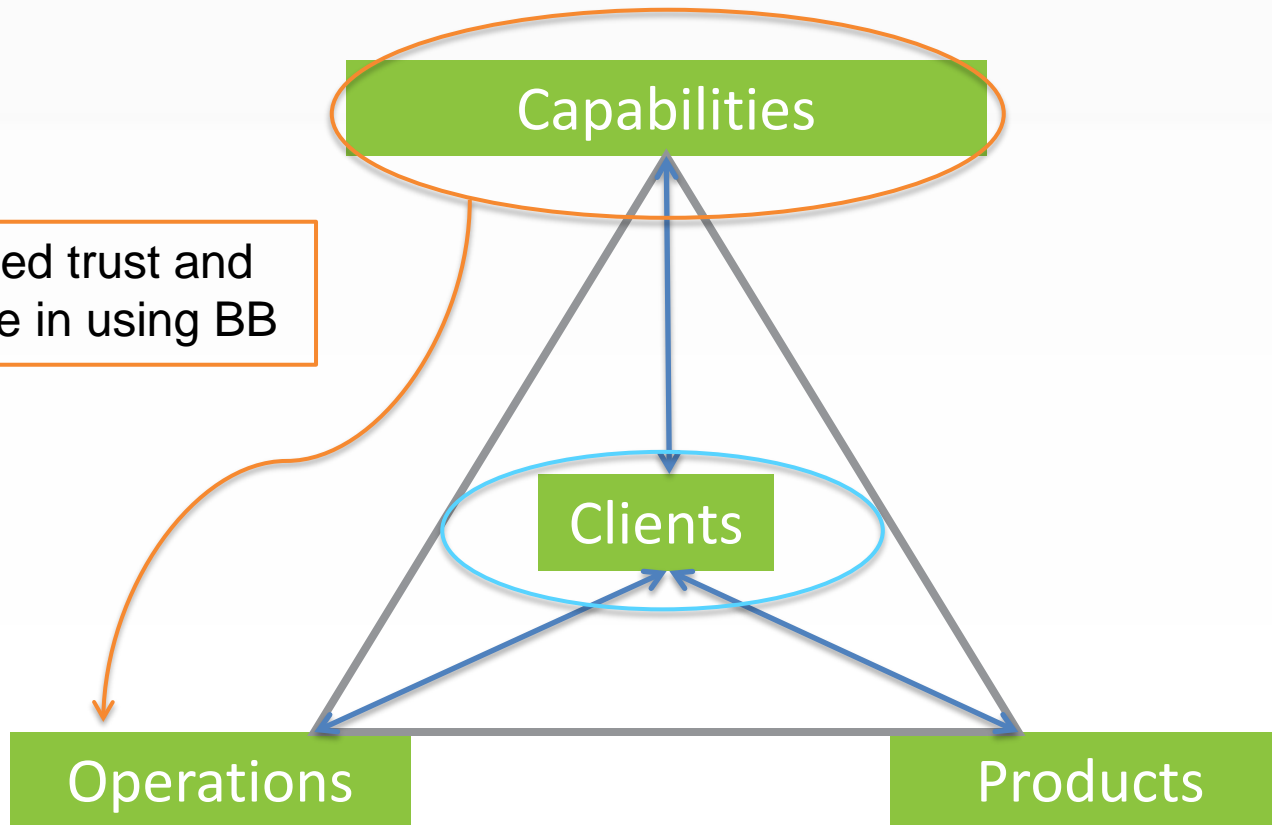 Capabilities
ed trust and
e in using BB
Clients
Operations
Products